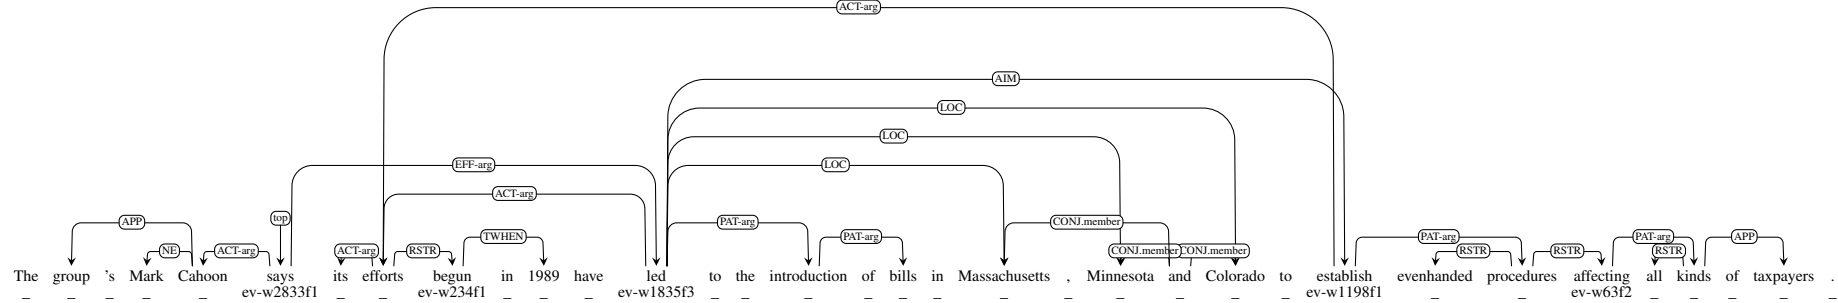 ACT-arg
AIM
LOC
LOC
EFF-arg LOC
ACT-arg
top
APP PAT-arg CONJ.member
TWHEN PAT-arg PAT-arg PAT-arg APP
NE ACT-arg ACT-arg RSTR CONJ.member CONJ.member RSTR RSTR RSTR
The group 's Mark Cahoon says its efforts begun in 1989 have led to the introduction of bills in Massachusetts , Minnesota and Colorado to establish evenhanded procedures affecting all kinds of taxpayers .
_ _ _ _ _ ev-w2833f1 _ _ ev-w234f1 _ _ _ ev-w1835f3 _ _ _ _ _ _ _ _ _ _ _ _ ev-w1198f1 _ _ ev-w63f2 _ _ _ _ _